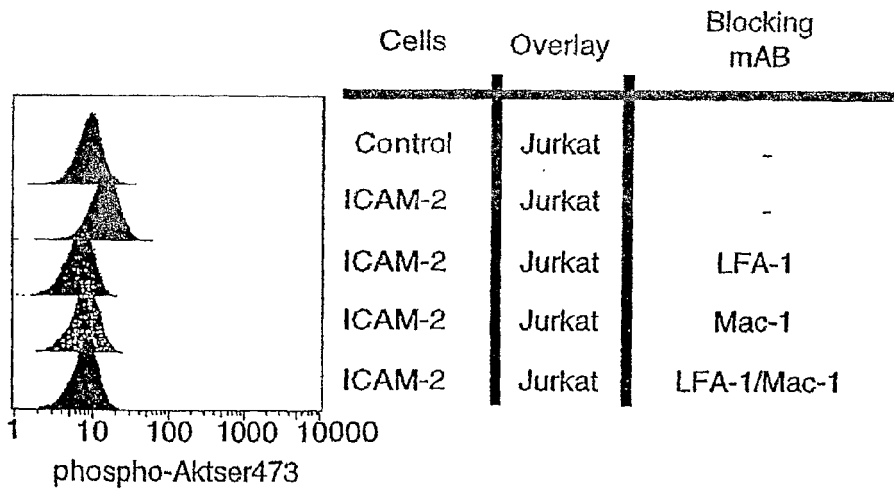 Cells Overlay Blocking mAB
Control Jurkat -
ICAM-2 Jurkat -
ICAM-2 Jurkat LFA-1
ICAM-2 Jurkat Mac-1
ICAM-2 Jurkat LFA-1/Mac-1
1 10 100 1000 10000
phospho-Aktser473